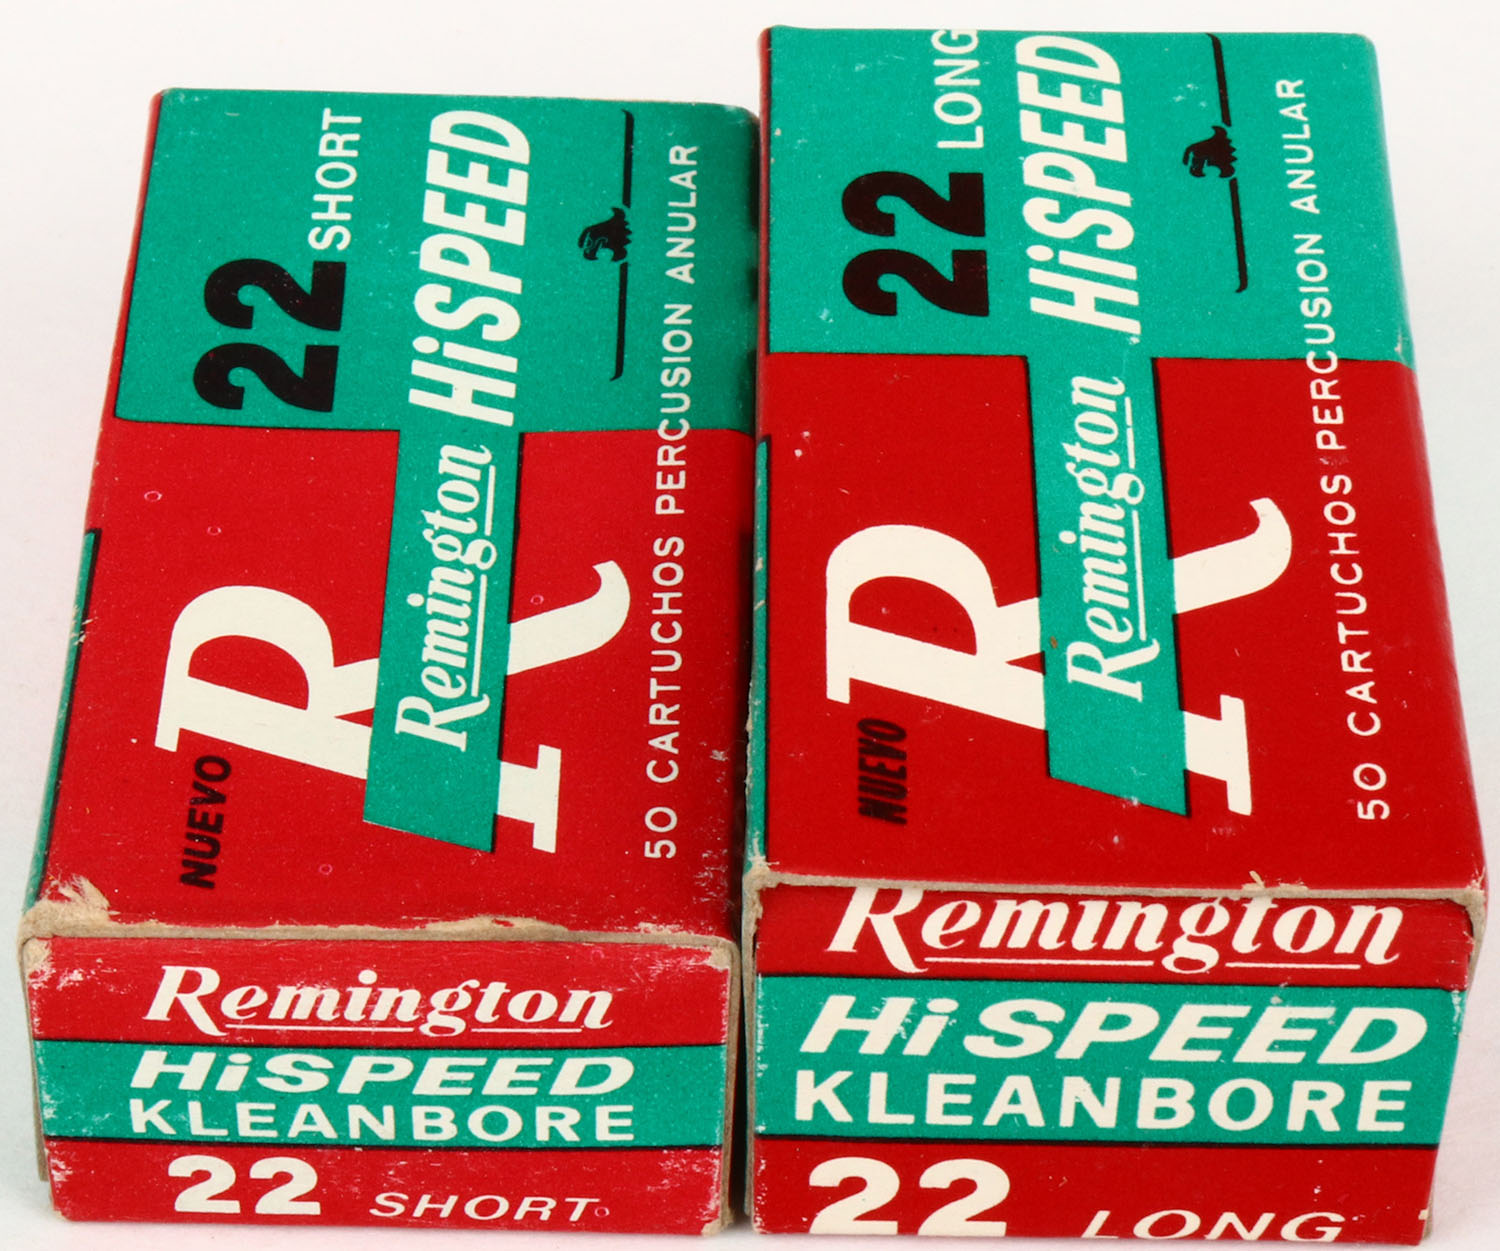 22 SHORT
Remington HiSPEED
R
NUEVO
50 CARTUCHOS PERCUSION ANULAR
Remington
HiSPEED
KLEANBORE
22 SHORT
22 LONG
Remington HiSPEED
R
NUEVO
50 CARTUCHOS PERCUSION ANULAR
Remington
HiSPEED
KLEANBORE
22 LONG